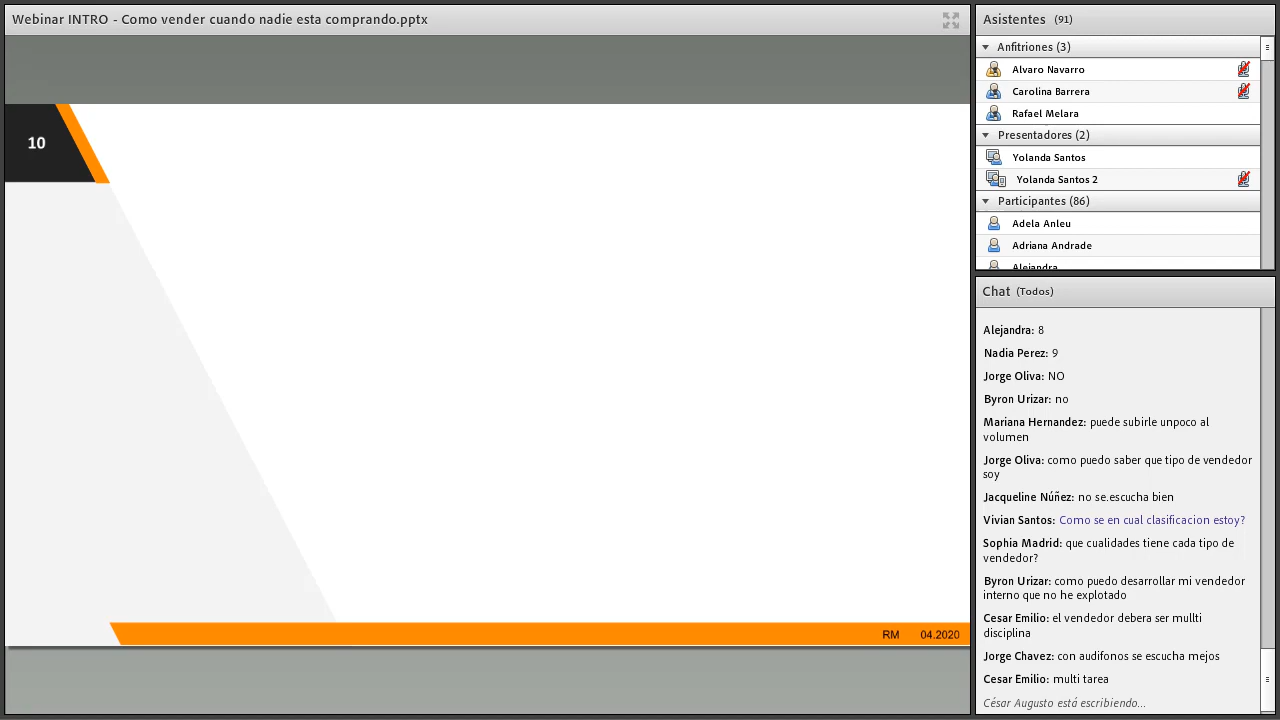 Webinar INTRO - Como vender cuando nadie esta comprando.pptx
10
RM 04.2020
Asistentes (91)
Anfitriones (3)
Alvaro Navarro
Carolina Barrera
Rafael Melara
Presentadores (2)
Yolanda Santos
Yolanda Santos 2
Participantes (86)
Adela Anleu
Adriana Andrade
Alejandra
Chat (Todos)
Alejandra: 8
Nadia Perez: 9
Jorge Oliva: NO
Byron Urizar: no
Mariana Hernandez: puede subirle unpoco al
volumen
Jorge Oliva: como puedo saber que tipo de vendedor
soy
Jacqueline Núñez: no se.escucha bien
Vivian Santos: Como se en cual clasificacion estoy?
Sophia Madrid: que cualidades tiene cada tipo de
vendedor?
Byron Urizar: como puedo desarrollar mi vendedor
interno que no he explotado
Cesar Emilio: el vendedor debera ser mullti
disciplina
Jorge Chavez: con audifonos se escucha mejos
Cesar Emilio: multi tarea
César Augusto está escribiendo...